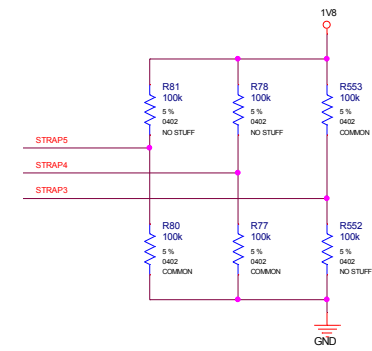 1V8
R81
100k
5 %
0402
NO STUFF
R78
100k
5 %
0402
NO STUFF
R553
100k
5 %
0402
COMMON
STRAP5
STRAP4
STRAP3
R80
100k
5 %
0402
COMMON
R77
100k
5 %
0402
COMMON
R552
100k
5 %
0402
NO STUFF
GND